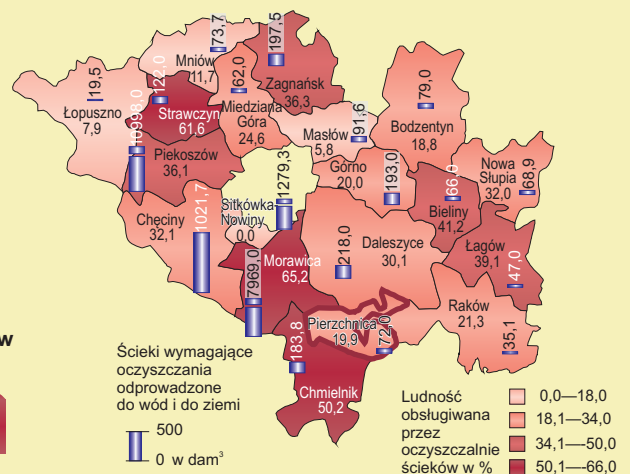 73,7
Mniów
11,7
197,5
Zagnańsk
36,3
19,5
Łopuszno
7,9
122,0
Strawczyn
61,6
62,0
Miedziana
Góra
24,6
79,0
Bodzentyn
18,8
91,6
Masłów
5,8
Piekoszów
36,1
Górno
20,0
193,0
Nowa
Słupia
32,0
68,9
66,0
Bieliny
41,2
1279,3
Sitkówka-
Nowiny
0,0
Chęciny
32,1
1021,7
Łagów
39,1
47,0
Daleszyce
30,1
218,0
Morawica
65,2
7969,0
Raków
21,3
35,1
Pierzchnica
19,9
72,0
183,8
Chmielnik
50,2
w
Ścieki wymagające
oczyszczania
odprowadzone
do wód i do ziemi
500
0 w dam³
Ludność
obsługiwana
przez
oczyszczalnie
ścieków w %
0,0—18,0
18,1—34,0
34,1—-50,0
50,1—-66,0